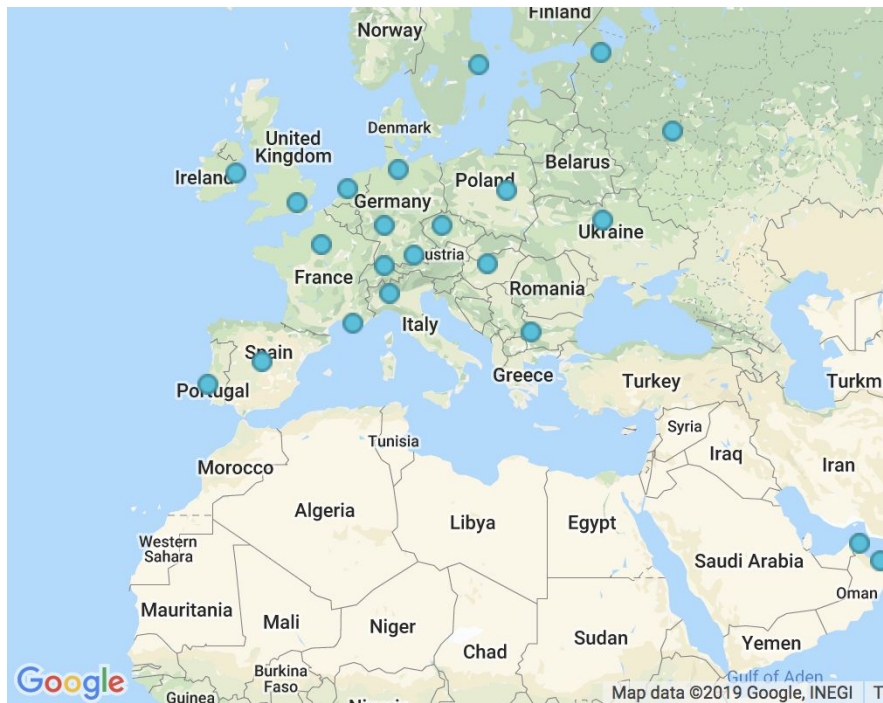 Finland
Norway
Denmark
United
Kingdom
Ireland
Belarus
Poland
Germany
Ukraine
ustria
France
Romania
Italy
Spain
Portugal
Greece
Turkey
Turkm
Syria
Tunisia
Iraq
Iran
Morocco
Algeria
Libya
Egypt
Western
Sahara
Saudi Arabia
Oman
Mauritania
Mali
Niger
Chad
Sudan
Yemen
Burkina
Faso
Gulf of Aden
Guinea
Google
Map data ©2019 Google, INEGI
T